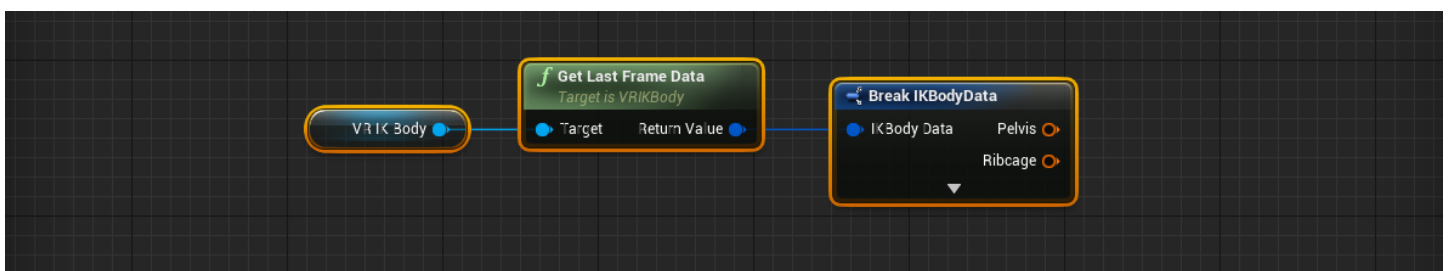 VRIK Body
f Get Last Frame Data
Target is VRIKBody
Target Return Value
Break IKBodyData
IKBody Data Pelvis
Ribcage